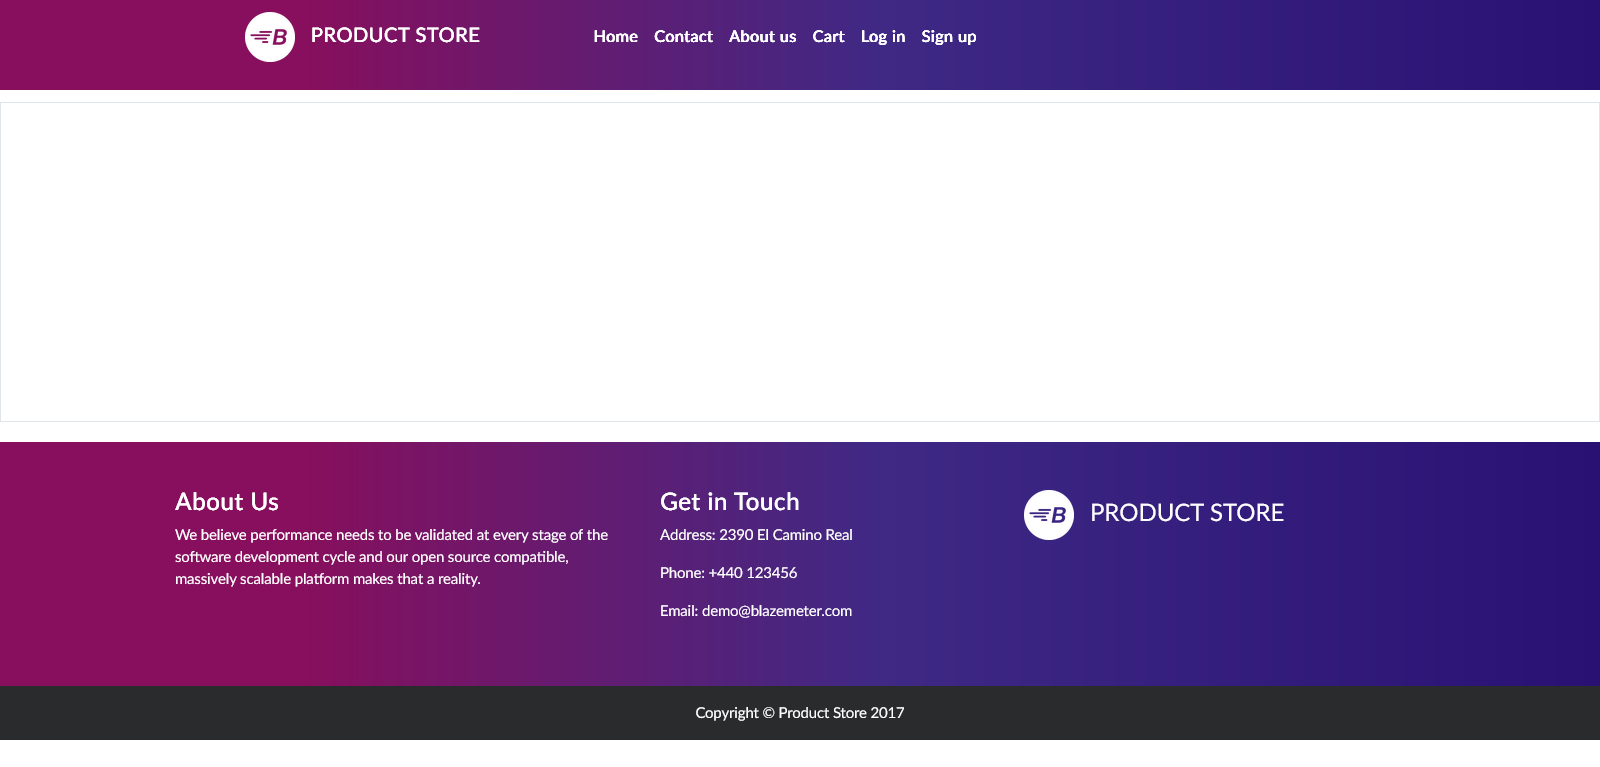 B PRODUCT STORE
Home Contact About us Cart Log in Sign up
About Us
We believe performance needs to be validated at every stage of the
software development cycle and our open source compatible,
massively scalable platform makes that a reality.
Get in Touch
Address: 2390 El Camino Real
Phone: +440 123456
Email: demo@blazemeter.com
B PRODUCT STORE
Copyright © Product Store 2017